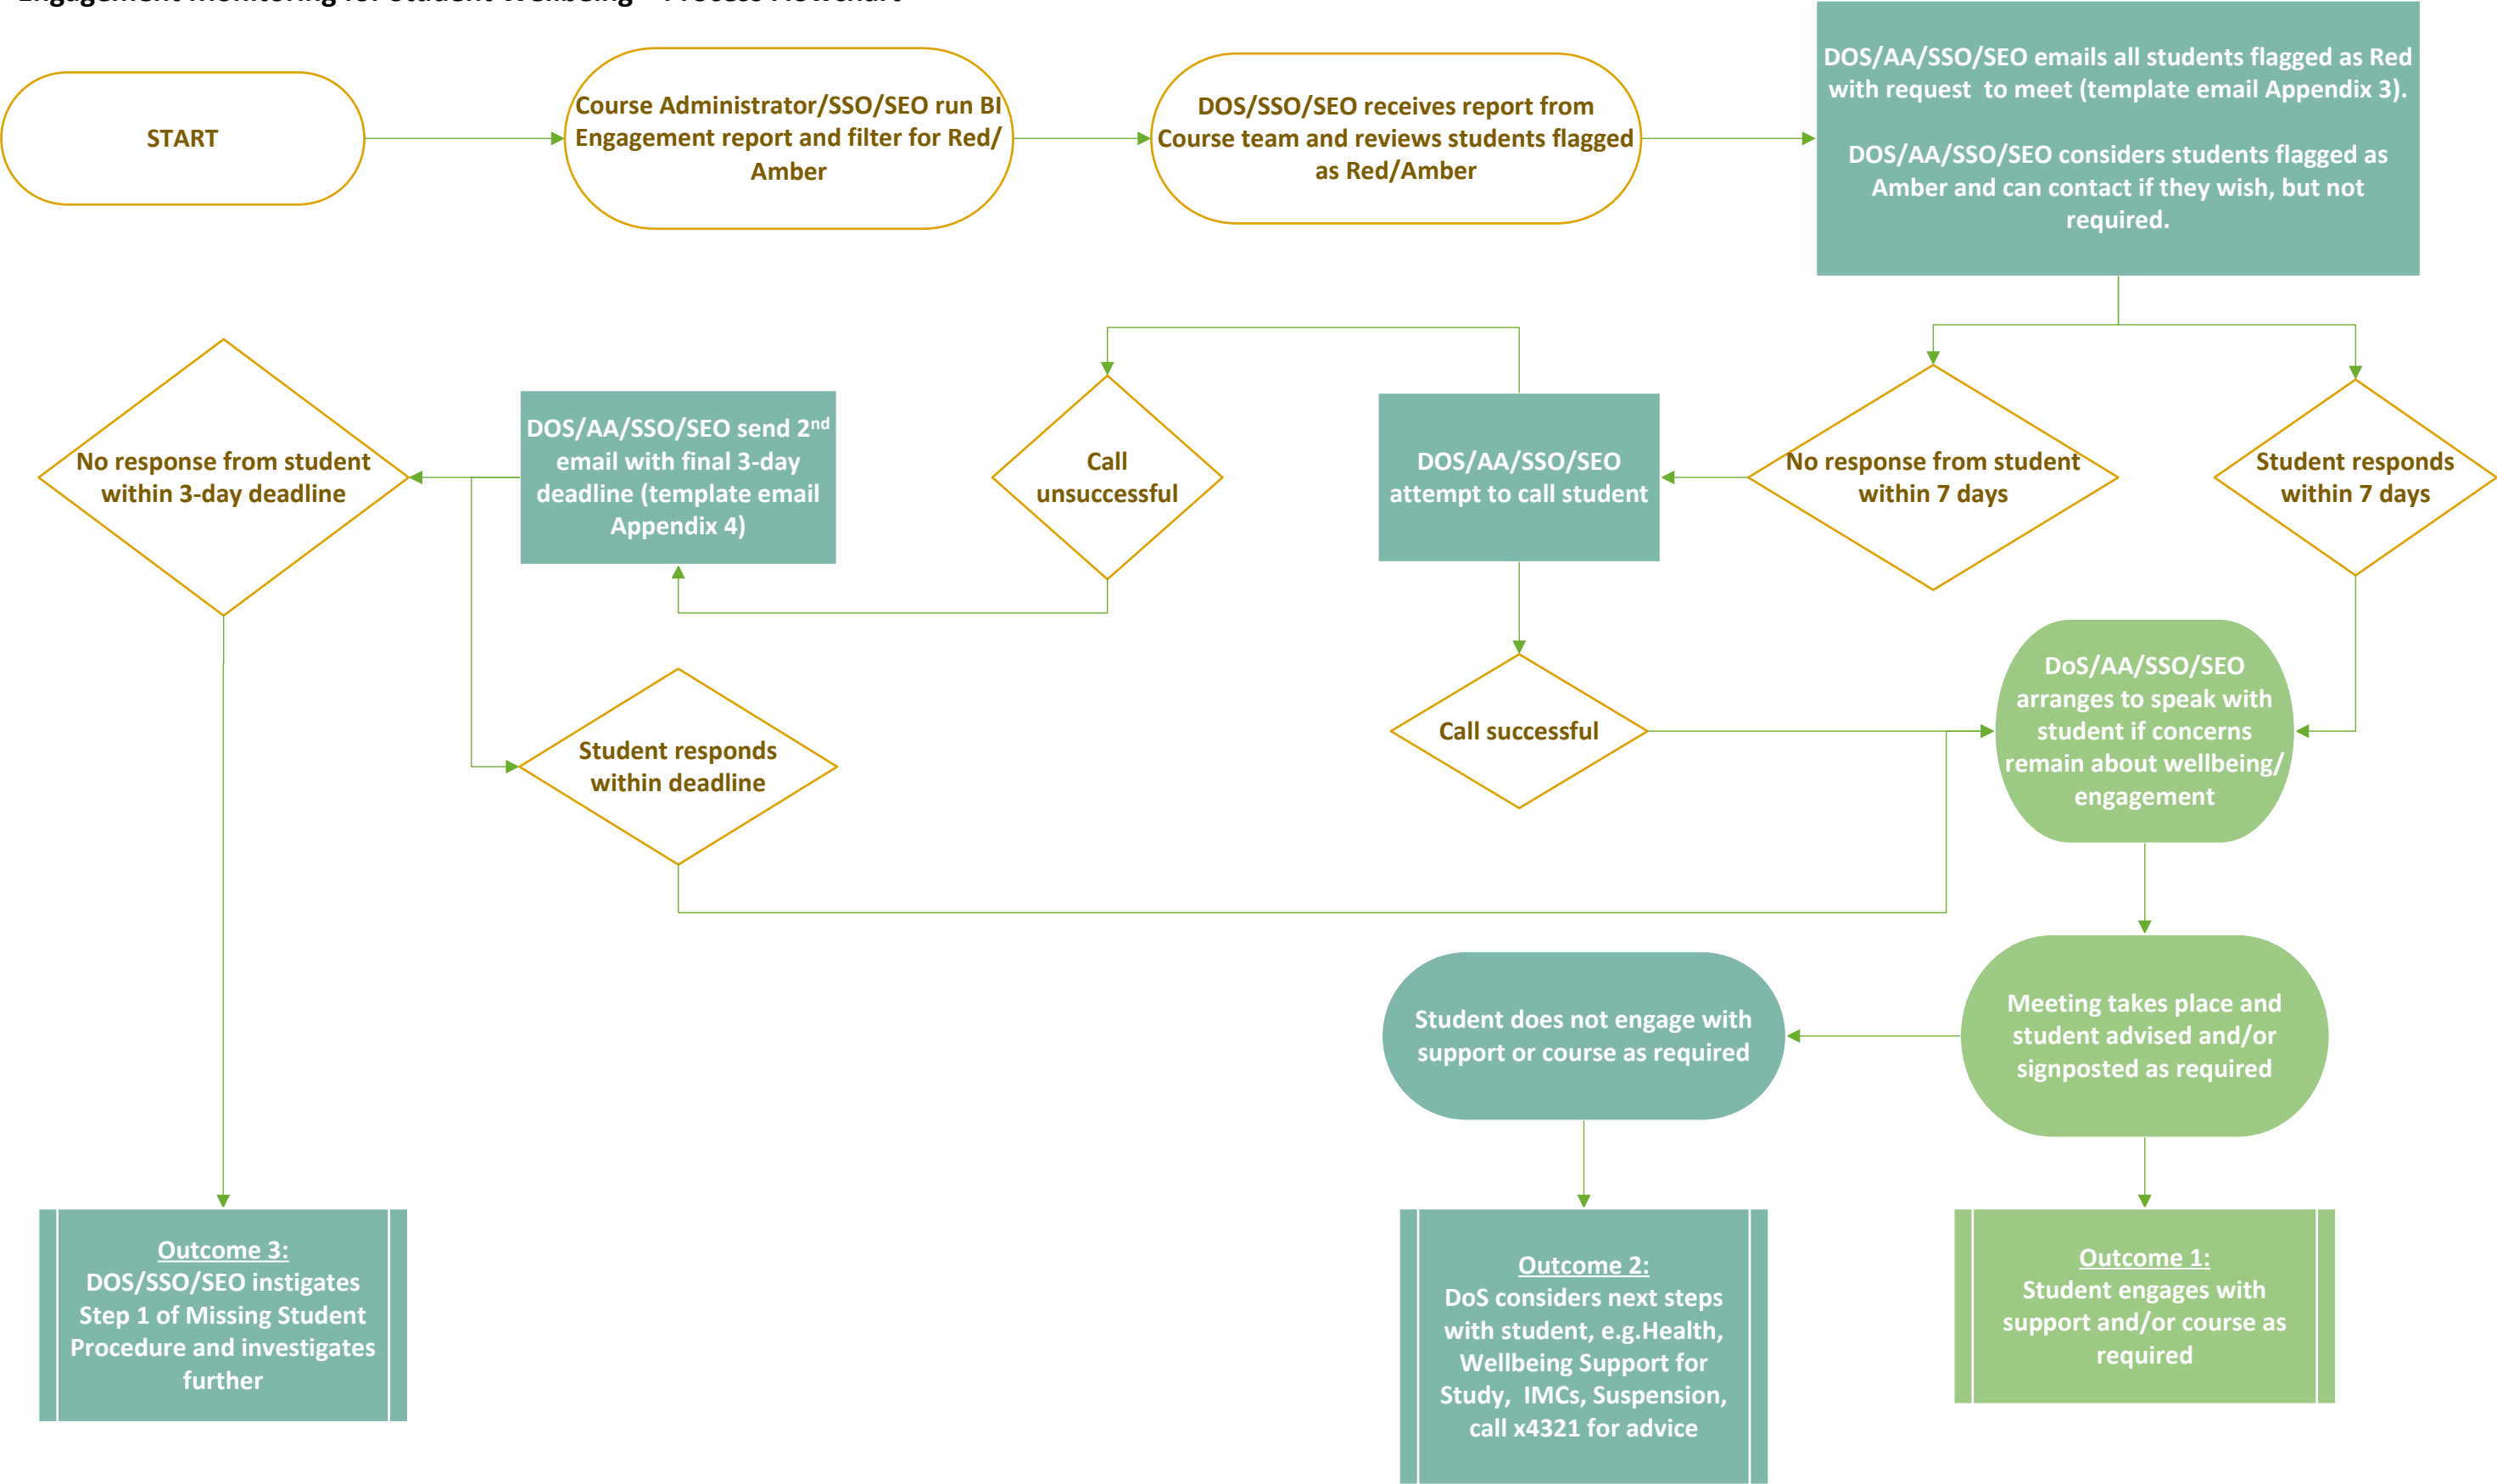 Engagement Monitoring for Student Wellbeing – Process Flowchart
START
Course Administrator/SSO/SEO run BI
Engagement report and filter for Red/
Amber
DOS/SSO/SEO receives report from
Course team and reviews students flagged
as Red/Amber
DOS/AA/SSO/SEO emails all students flagged as Red
with request to meet (template email Appendix 3).
DOS/AA/SSO/SEO considers students flagged as
Amber and can contact if they wish, but not
required.
No response from student
within 3-day deadline
DOS/AA/SSO/SEO send 2nd
email with final 3-day
deadline (template email
Appendix 4)
Call
unsuccessful
DOS/AA/SSO/SEO
attempt to call student
No response from student
within 7 days
Student responds
within 7 days
Student responds
within deadline
Call successful
DoS/AA/SSO/SEO
arranges to speak with
student if concerns
remain about wellbeing/
engagement
Student does not engage with
support or course as required
Meeting takes place and
student advised and/or
signposted as required
Outcome 3:
DOS/SSO/SEO instigates
Step 1 of Missing Student
Procedure and investigates
further
Outcome 2:
DoS considers next steps
with student, e.g.Health,
Wellbeing Support for
Study, IMCs, Suspension,
call x4321 for advice
Outcome 1:
Student engages with
support and/or course as
required